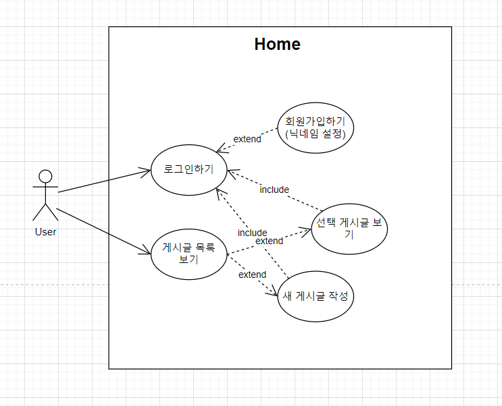 Home
회원가입하기
(닉네임 설정)
extend
로그인하기
include
User
선택 게시글 보
기
include
extend
게시글 목록
보기
extend
새 게시글 작성